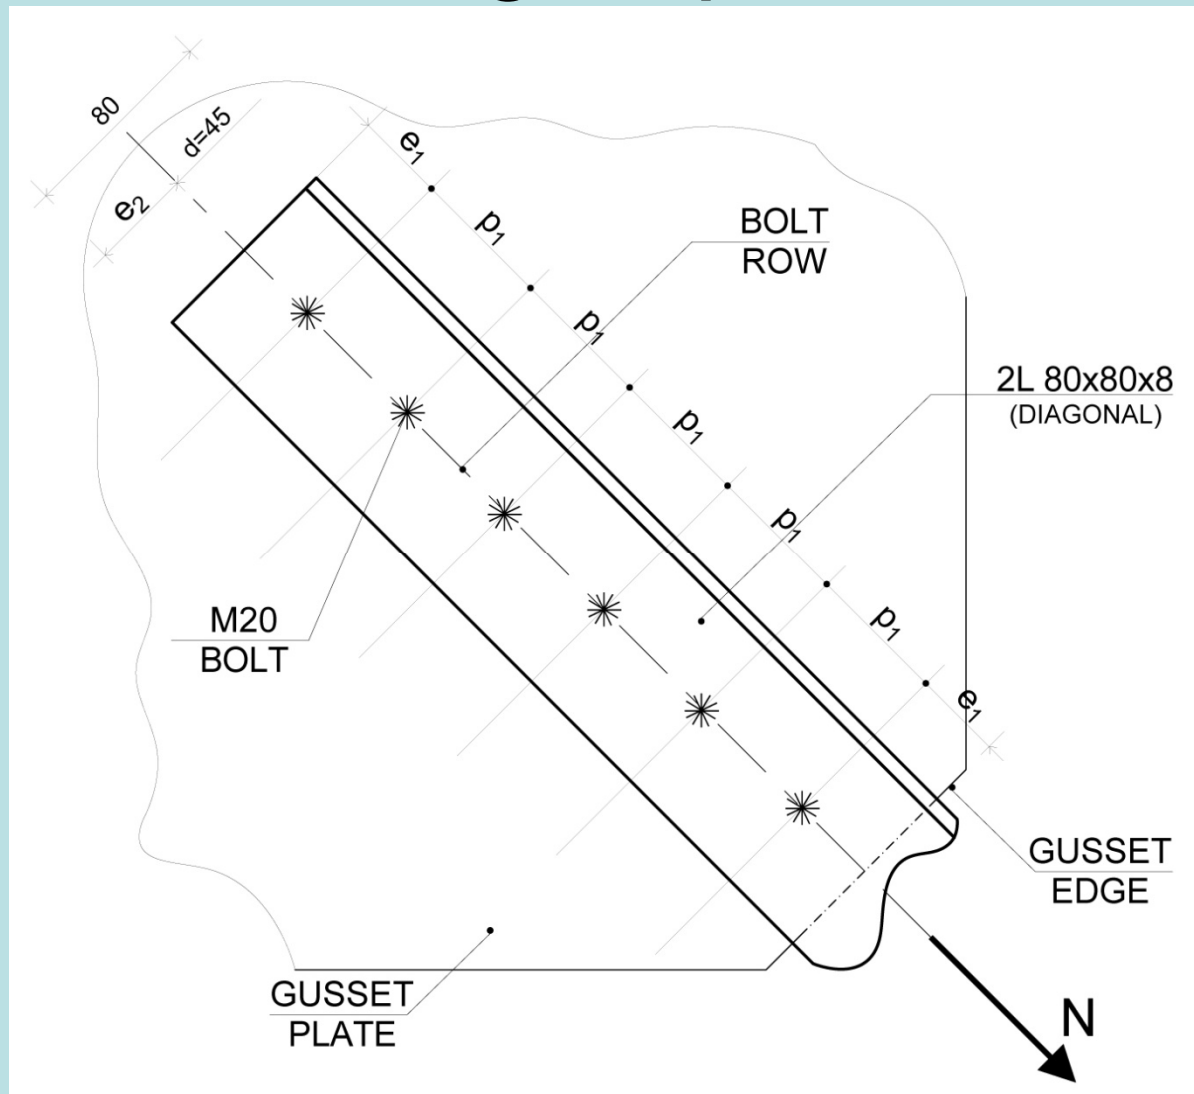 80
d=45
e2
e1
p1
p1
p1
p1
p1
e1
BOLT
ROW
2L 80x80x8
(DIAGONAL)
M20
BOLT
GUSSET
EDGE
GUSSET
PLATE
N